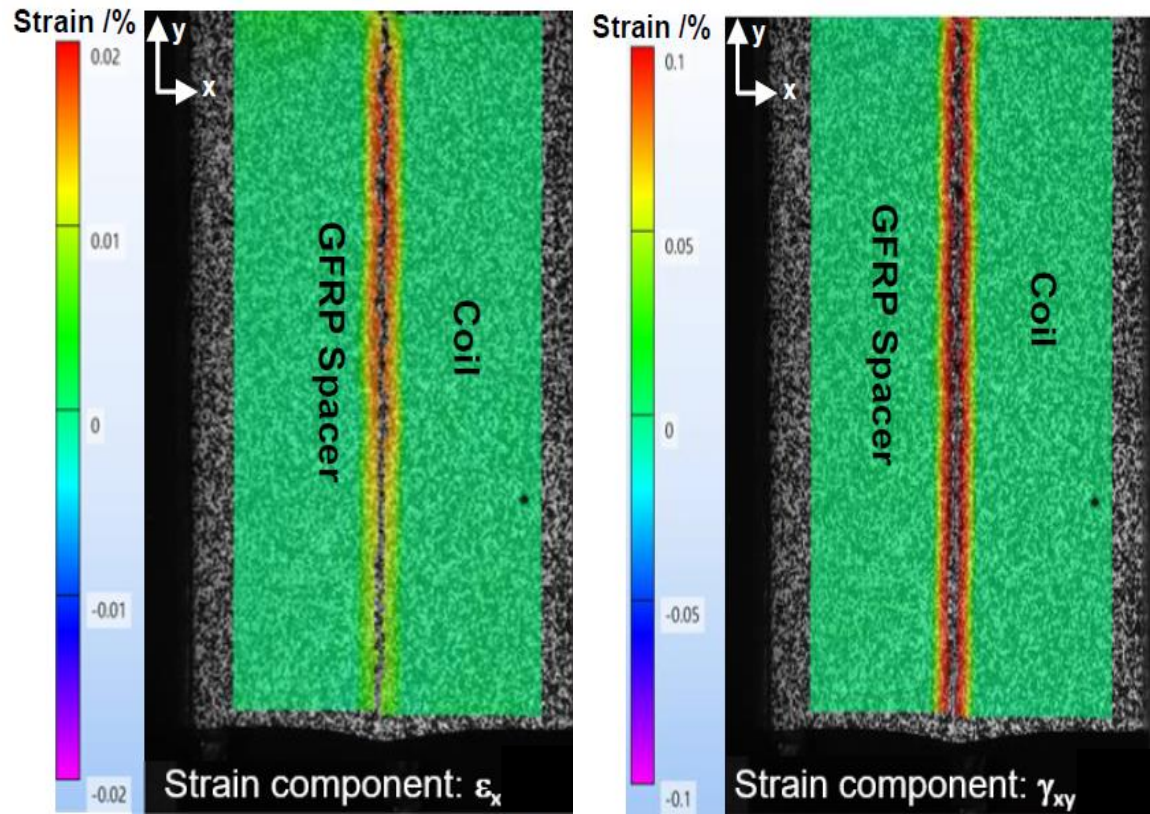 Strain /%
0.02
0.01
0
-0.01
-0.02
y
x
GFRP Spacer
Coil
Strain component: εx
Strain /%
0.1
0.05
0
-0.05
-0.1
y
x
GFRP Spacer
Coil
Strain component: γxy